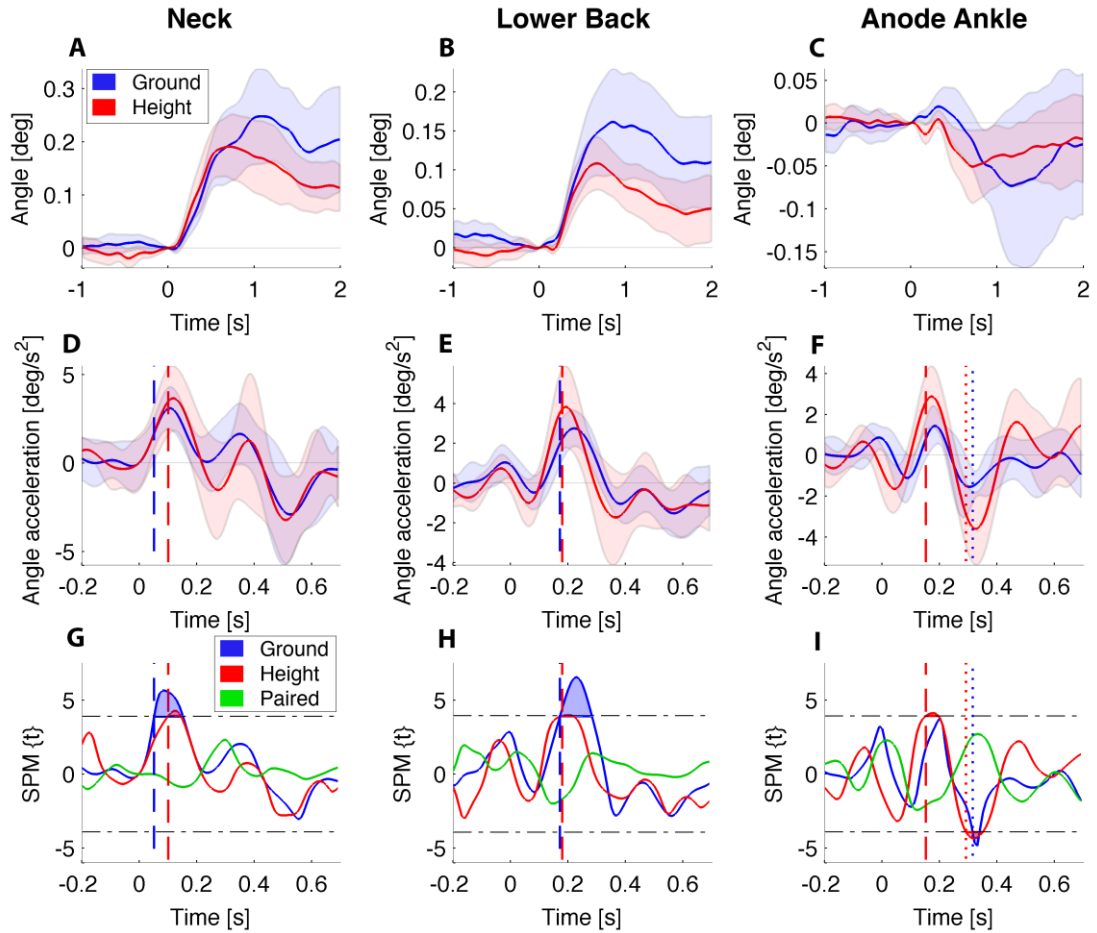 Neck
Lower Back
Anode Ankle
A
B
C
Ground
Height
Angle [deg]
0.3
0.2
0.1
0
-1
0
1
2
Time [s]
Angle [deg]
0.2
0.15
0.1
0.05
0
-1
0
1
2
Time [s]
Angle [deg]
0.05
0
-0.05
-0.1
-0.15
-1
0
1
2
Time [s]
D
E
F
Angle acceleration [deg/s²]
5
0
-5
-0.2
0
0.2
0.4
0.6
Time [s]
Angle acceleration [deg/s²]
4
2
0
-2
-4
-0.2
0
0.2
0.4
0.6
Time [s]
Angle acceleration [deg/s²]
4
2
0
-2
-4
-0.2
0
0.2
0.4
0.6
Time [s]
G
H
I
Ground
Height
Paired
SPM {t}
5
0
-5
-0.2
0
0.2
0.4
0.6
Time [s]
SPM {t}
5
0
-5
-0.2
0
0.2
0.4
0.6
Time [s]
SPM {t}
5
0
-5
-0.2
0
0.2
0.4
0.6
Time [s]